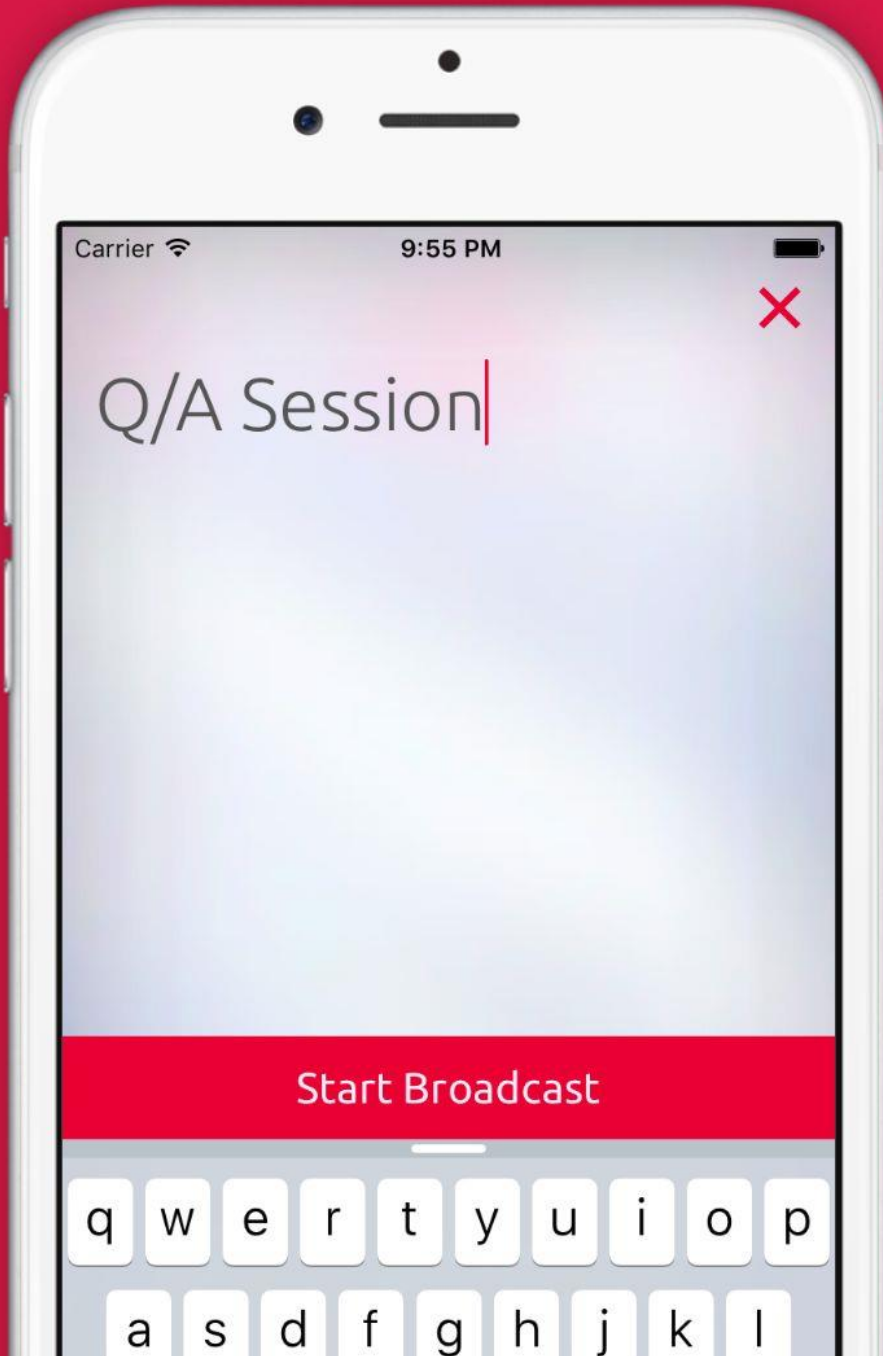 Carrier 9:55 PM
Q/A Session
Start Broadcast
q w e r t y u i o p
a s d f g h j k l